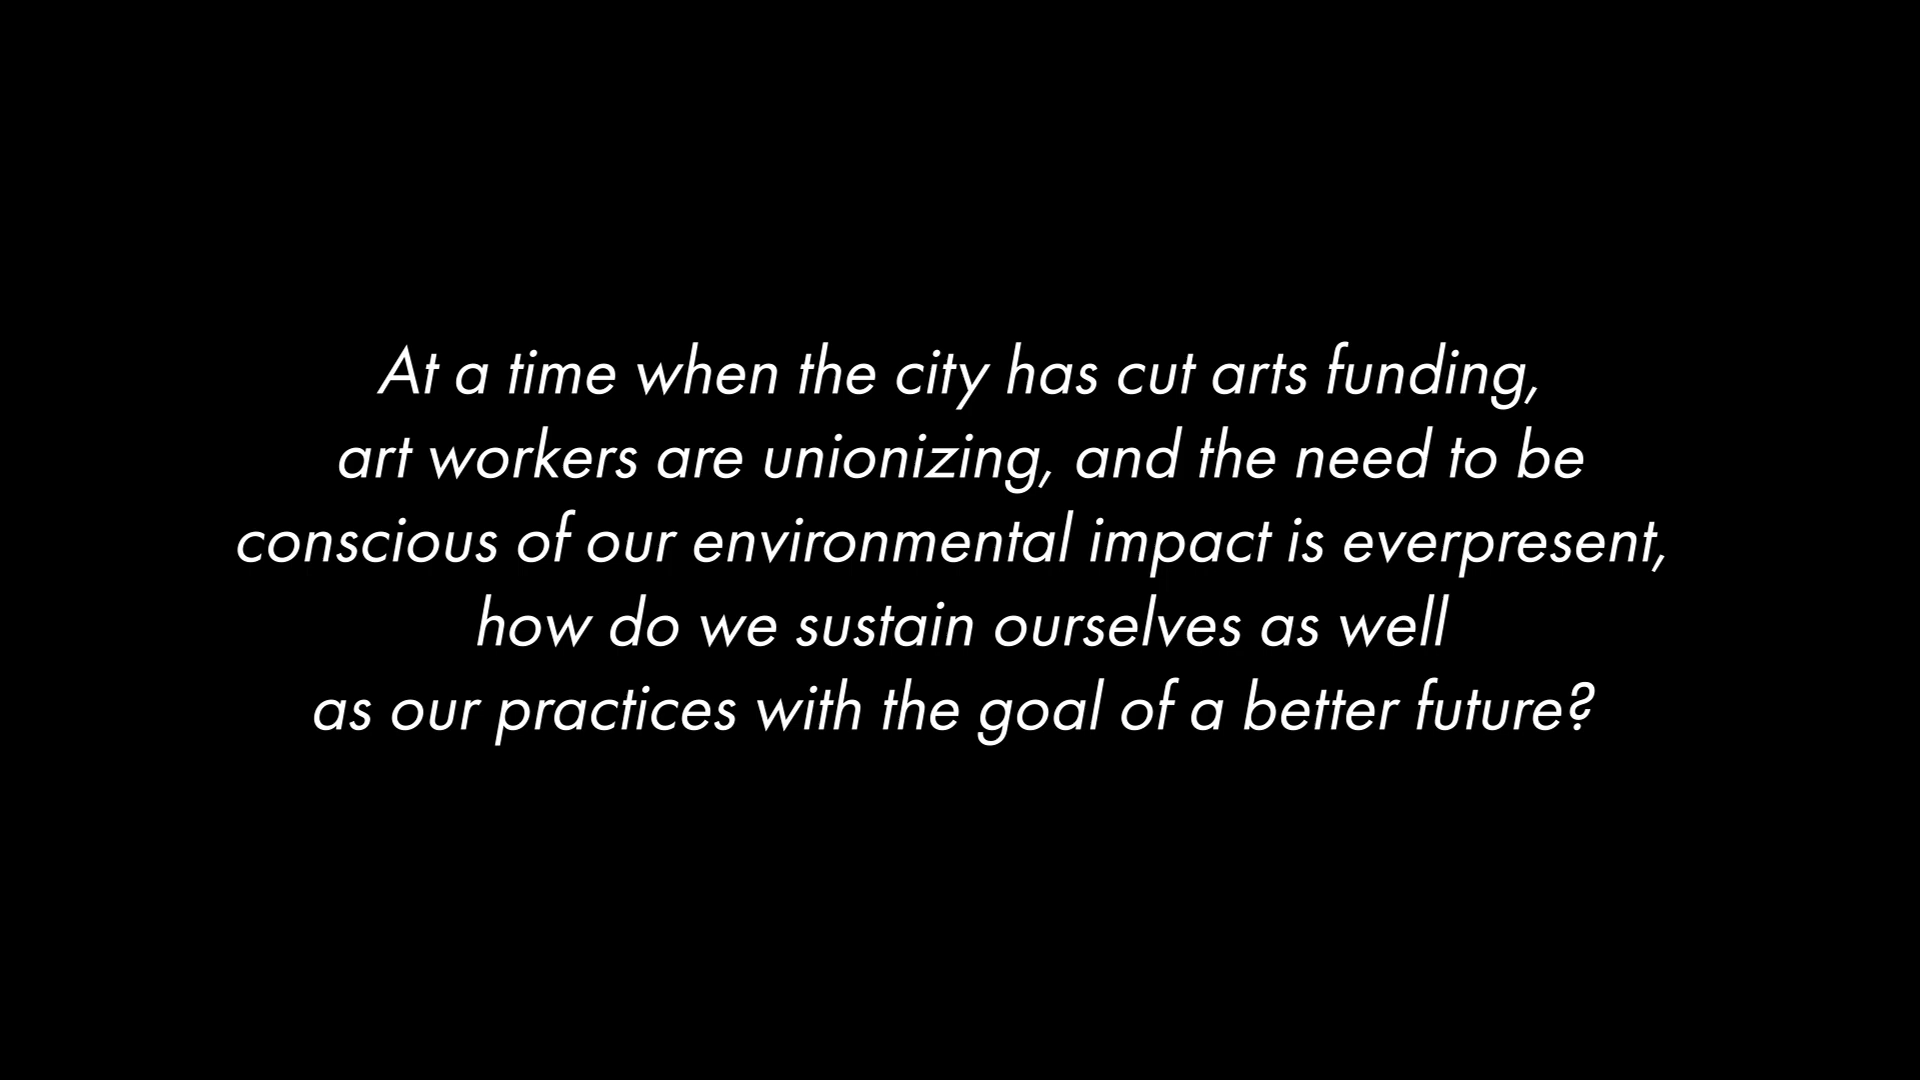 At a time when the city has cut arts funding,
art workers are unionizing, and the need to be
conscious of our environmental impact is everpresent,
how do we sustain ourselves as well
as our practices with the goal of a better future?